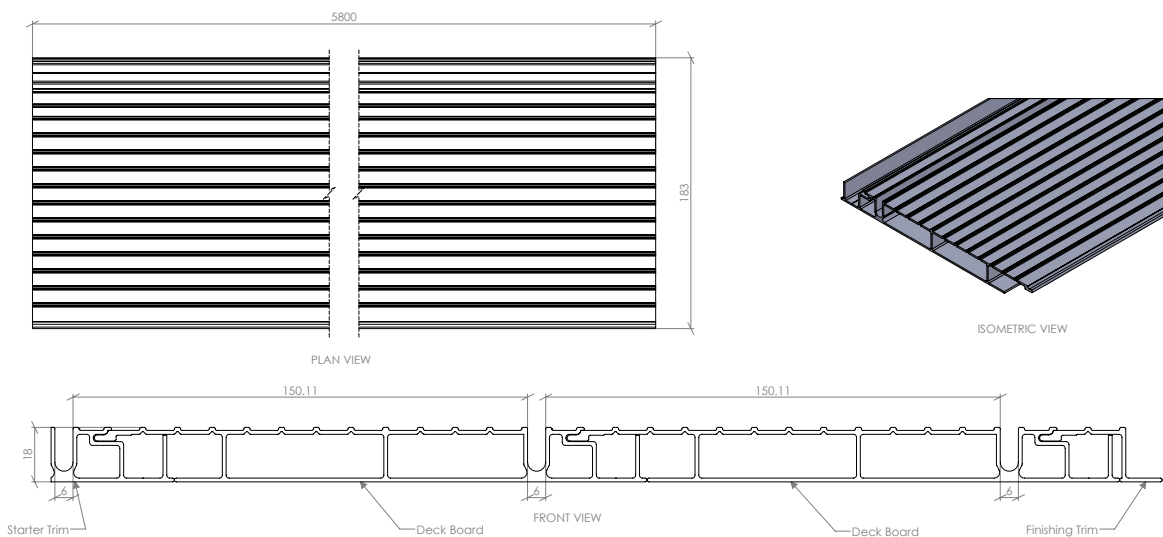 5800
183
PLAN VIEW
ISOMETRIC VIEW
150.11
150.11
18
6
6
6
Starter Trim
Deck Board
FRONT VIEW
Deck Board
Finishing Trim